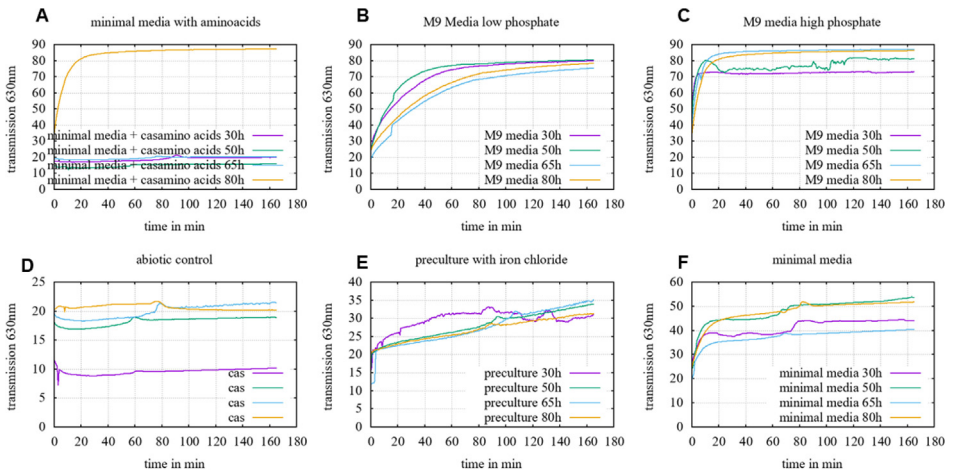 A
minimal media with aminoacids
transmission 630nm
90
80
70
60
50
40
30
20
10
0
minimal media + casamino acids 30h
minimal media + casamino acids 50h
minimal media + casamino acids 65h
minimal media + casamino acids 80h
0 20 40 60 80 100 120 140 160 180
time in min
B
M9 Media low phosphate
transmission 630nm
90
80
70
60
50
40
30
20
10
0
M9 media 30h
M9 media 50h
M9 media 65h
M9 media 80h
0 20 40 60 80 100 120 140 160 180
time in min
C
M9 media high phosphate
transmission 630nm
90
80
70
60
50
40
30
20
10
0
M9 media 30h
M9 media 50h
M9 media 65h
M9 media 80h
0 20 40 60 80 100 120 140 160 180
time in min
D
abiotic control
transmission 630nm
25
20
15
10
5
0
cas
cas
cas
cas
0 20 40 60 80 100 120 140 160 180
time in min
E
preculture with iron chloride
transmission 630nm
40
35
30
25
20
15
10
5
0
preculture 30h
preculture 50h
preculture 65h
preculture 80h
0 20 40 60 80 100 120 140 160 180
time in min
F
minimal media
transmission 630nm
60
50
40
30
20
10
0
minimal media 30h
minimal media 50h
minimal media 65h
minimal media 80h
0 20 40 60 80 100 120 140 160 180
time in min